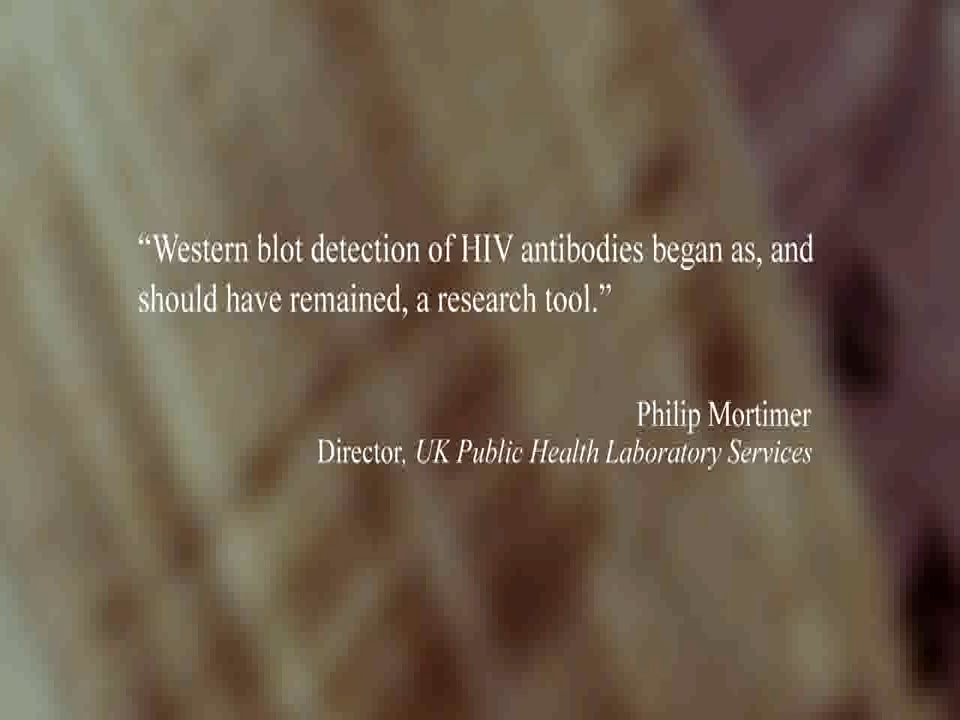 “Western blot detection of HIV antibodies began as, and
should have remained, a research tool.”
Philip Mortimer
Director, UK Public Health Laboratory Services